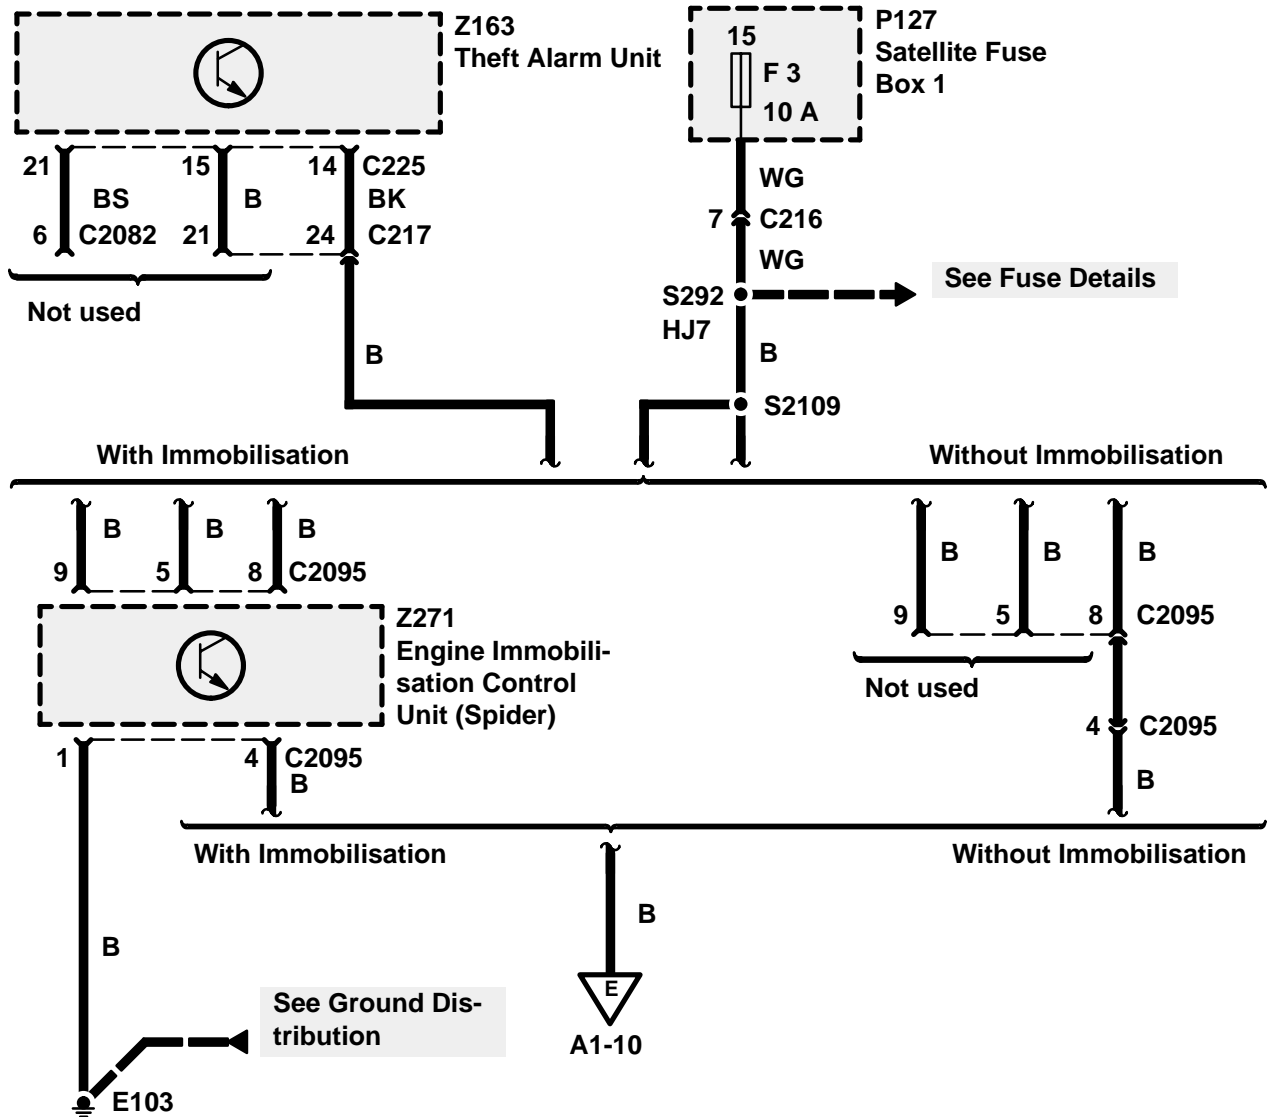 Z163
Theft Alarm Unit
P127
Satellite Fuse
Box 1
15
F 3
10 A
21
15
14
C225
BS
B
BK
6
C2082
21
24
C217
Not used
WG
7
C216
WG
S292
HJ7
See Fuse Details
B
B
S2109
With Immobilisation
Without Immobilisation
B
B
B
9
5
8
C2095
B
B
B
9
5
8
C2095
Z271
Engine Immobili-
sation Control
Unit (Spider)
Not used
4
C2095
1
4
C2095
B
B
With Immobilisation
Without Immobilisation
B
B
See Ground Dis-
tribution
E
A1-10
E103